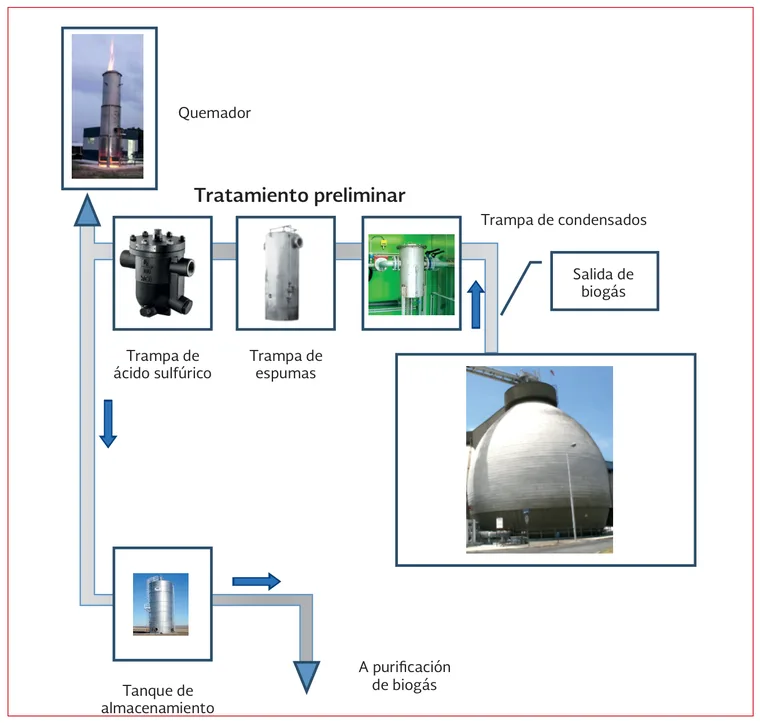 Quemador
Tratamiento preliminar
Trampa de condensados
Salida de
biogás
Trampa de
ácido sulfúrico
Trampa de
espumas
Tanque de
almacenamiento
A purificación
de biogás